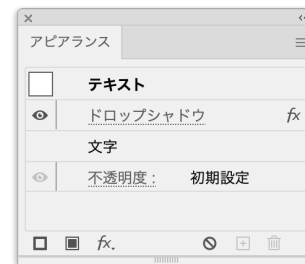 アピアランス
テキスト
ドロップシャドウ fx
文字
不透明度： 初期設定
fx.